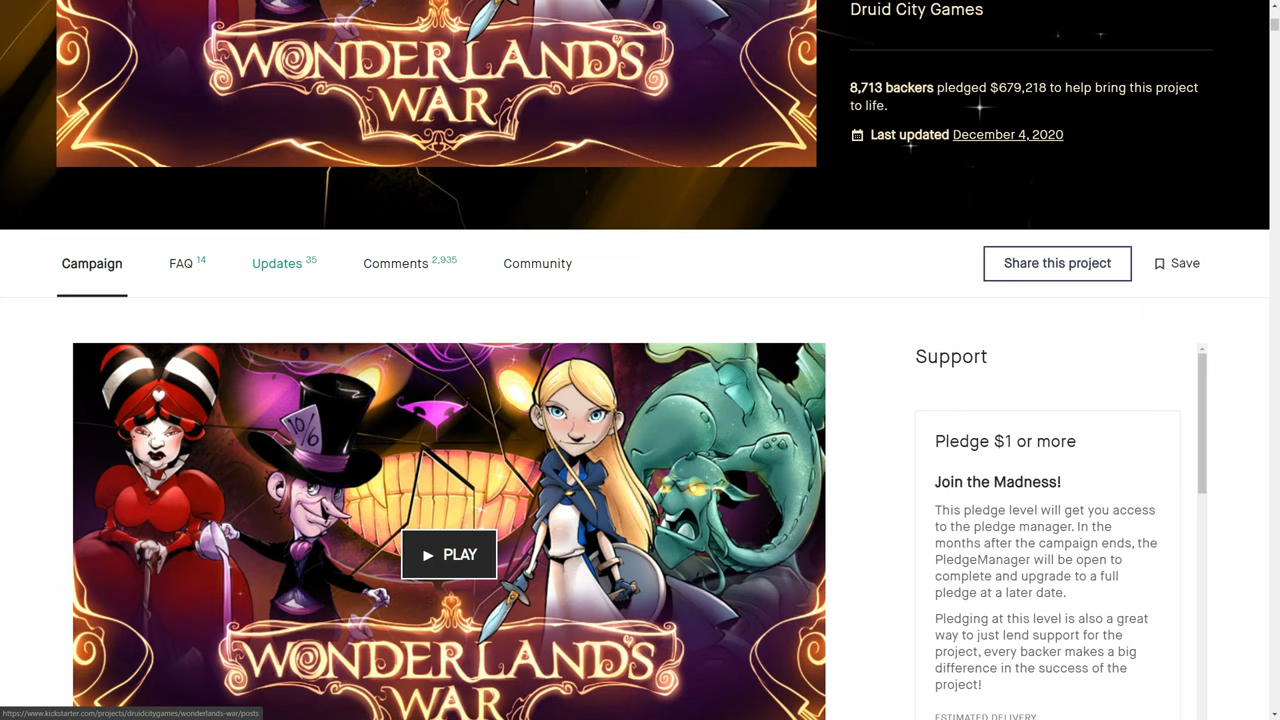 Druid City Games
WONDERLAND'S
WAR
8,713 backers pledged $679,218 to help bring this project
to life.
Last updated December 4, 2020
Campaign
FAQ 14
Updates 35
Comments 2,935
Community
Share this project
Save
10/6
PLAY
WONDERLAND'S
WAR
Support
Pledge $1 or more
Join the Madness!
This pledge level will get you access
to the pledge manager. In the
months after the campaign ends, the
PledgeManager will be open to
complete and upgrade to a full
pledge at a later date.
Pledging at this level is also a great
way to just lend support for the
project, every backer makes a big
difference in the success of the
project!
ESTIMATED DELIVERY
https://www.kickstarter.com/projects/druidcitygames/wonderlands-war/posts